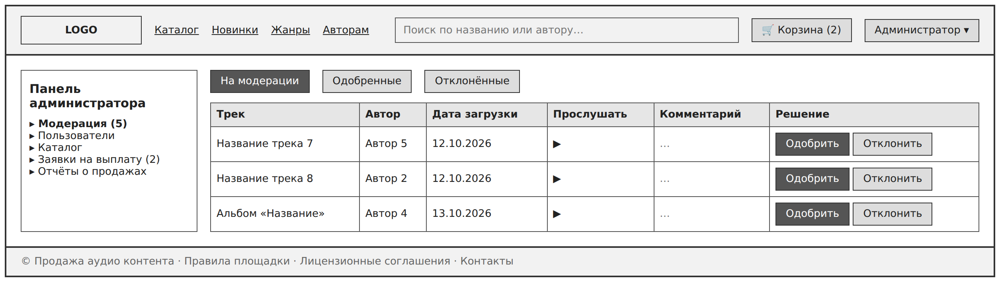 LOGO Каталог Новинки Жанры Авторам Поиск по названию или автору... 🛒 Корзина (2) Администратор ▾
Панель
администратора
▸ Модерация (5)
▸ Пользователи
▸ Каталог
▸ Заявки на выплату (2)
▸ Отчёты о продажах
На модерации Одобренные Отклонённые
Трек Автор Дата загрузки Прослушать Комментарий Решение
Название трека 7 Автор 5 12.10.2026 ▶ ... Одобрить Отклонить
Название трека 8 Автор 2 12.10.2026 ▶ ... Одобрить Отклонить
Альбом «Название» Автор 4 13.10.2026 ▶ ... Одобрить Отклонить
© Продажа аудио контента · Правила площадки · Лицензионные соглашения · Контакты